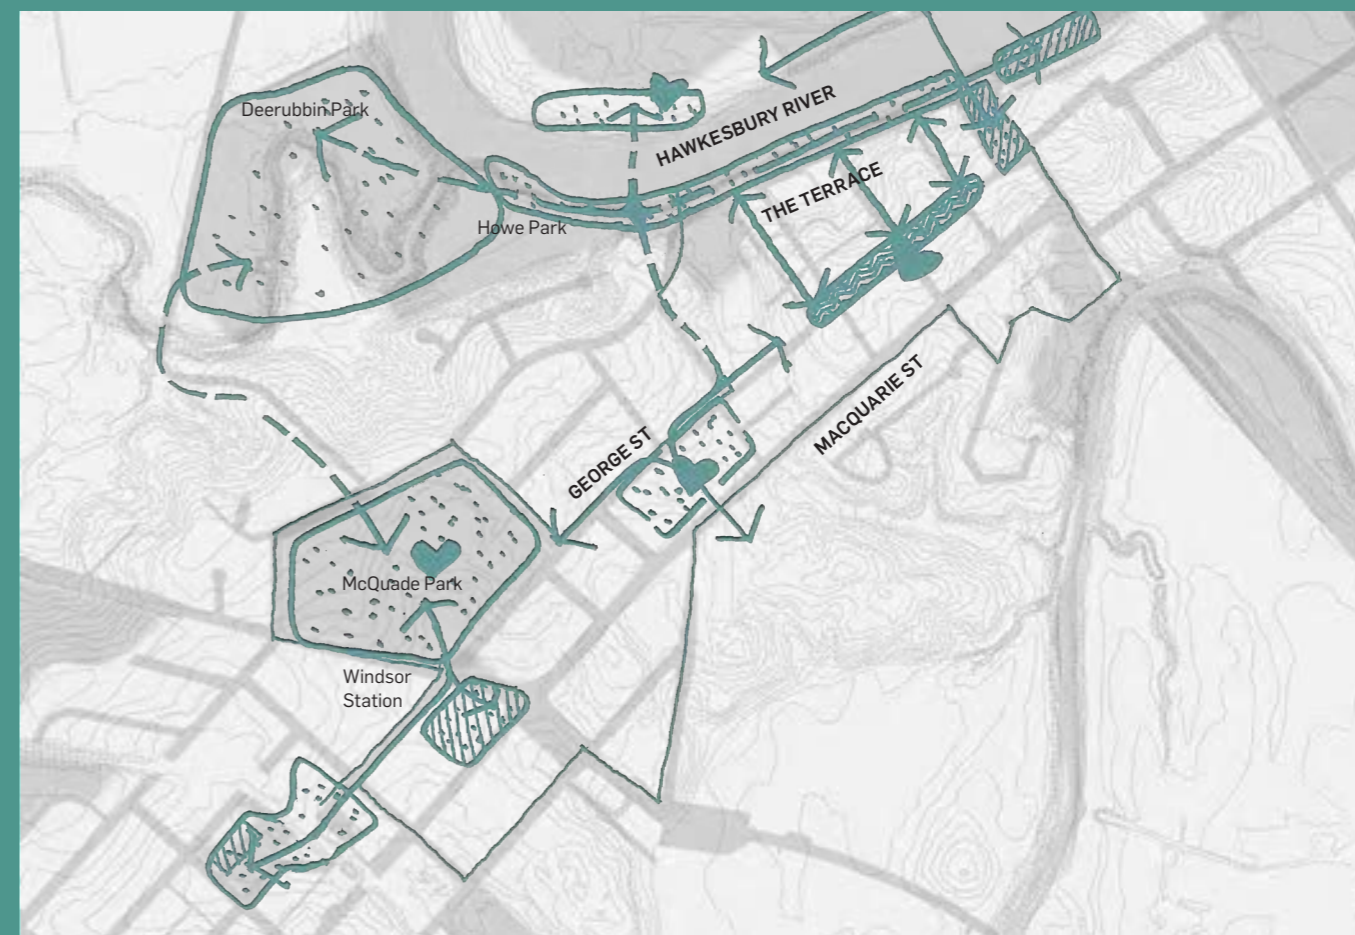 Deerubbin Park
HAWKESBURY RIVER
THE TERRACE
Howe Park
MACQUARIE ST
GEORGE ST
McQuade Park
Windsor
Station